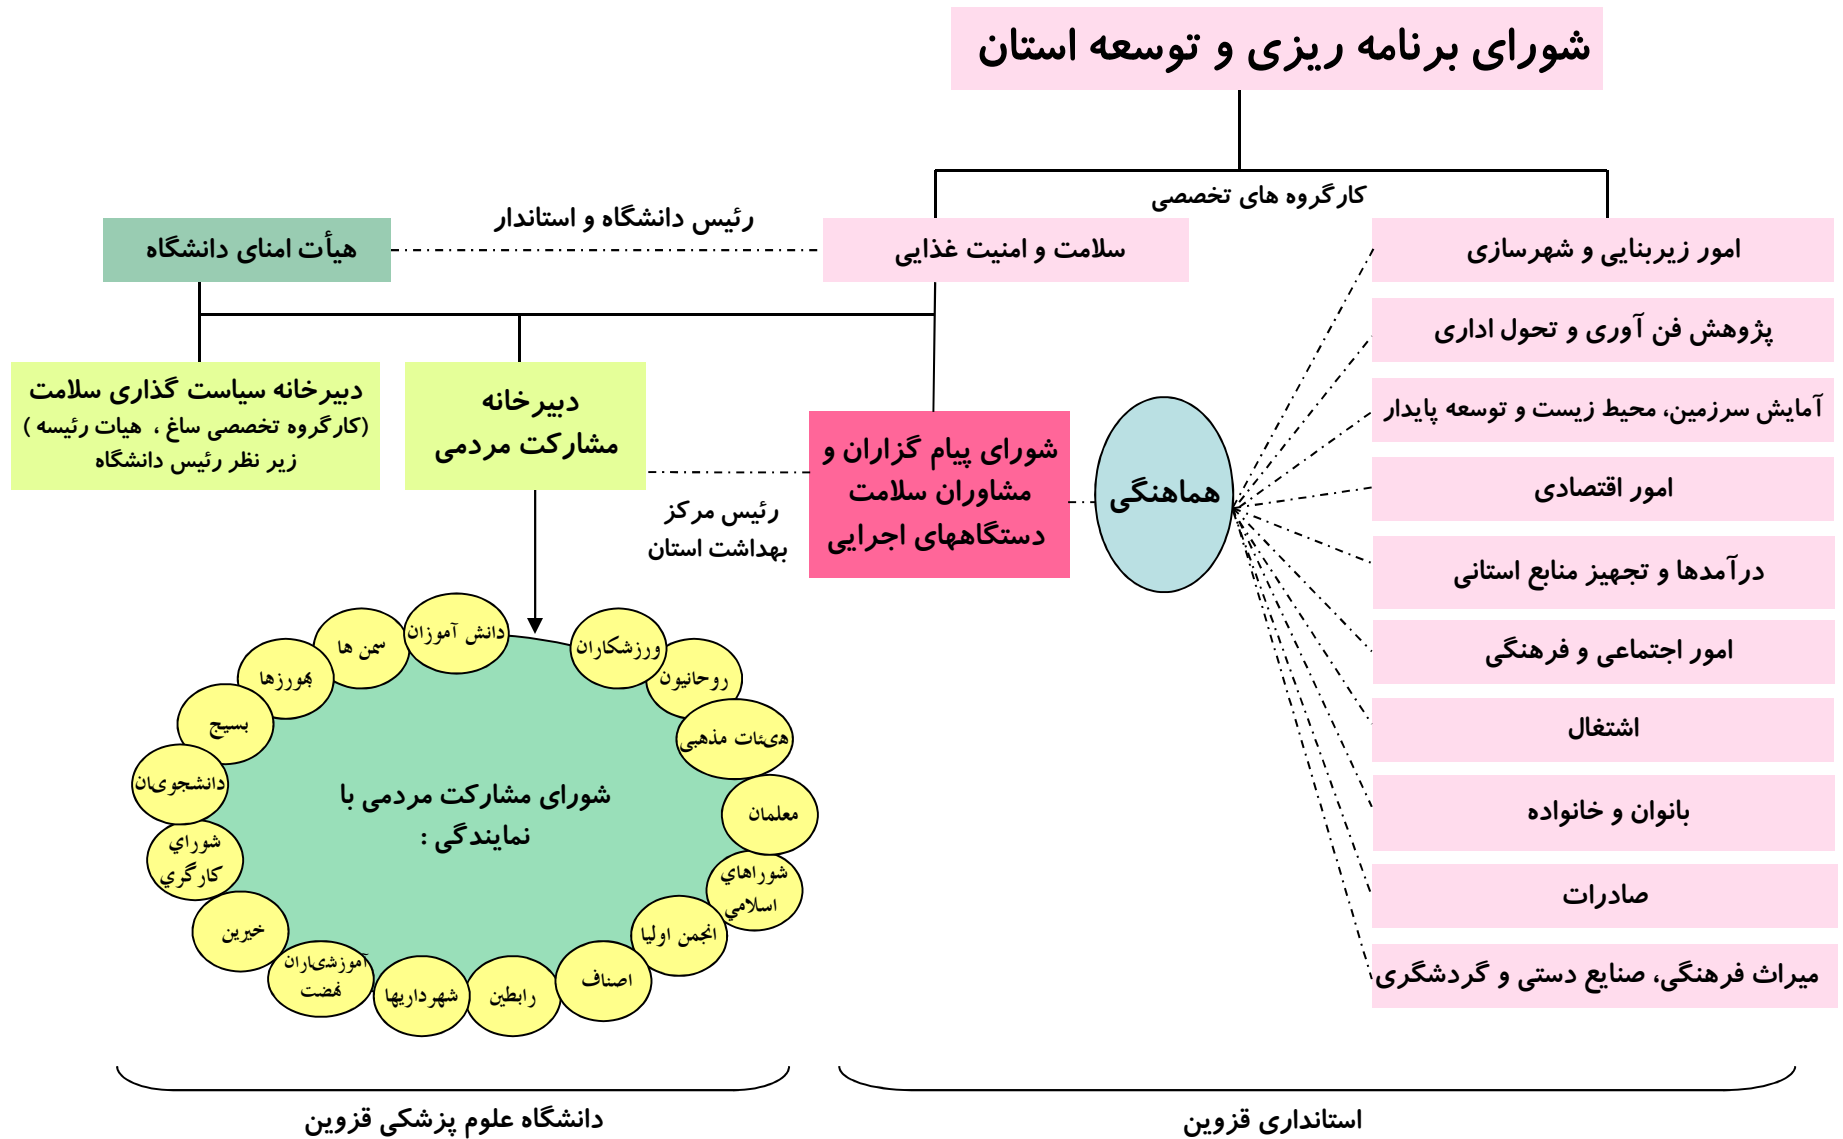 شورای برنامه ریزی و توسعه استان
کارگروه های تخصصی
رئیس دانشگاه و استاندار
امور زیربنایی و شهرسازی
سلامت و امنیت غذایی
هیأت امنای دانشگاه
پژوهش فن آوری و تحول اداری
آمایش سرزمین، محیط زیست و توسعه پایدار
امور اقتصادی
درآمدها و تجهیز منابع استانی
امور اجتماعی و فرهنگی
اشتغال
بانوان و خانواده
صادرات
میراث فرهنگی، صنایع دستی و گردشگری
هماهنگی
شورای پیام گزاران و
مشاوران سلامت
دستگاههای اجرایی
رئیس مرکز
بهداشت استان
دبیرخانه
مشارکت مردمی
دبیرخانه سیاست گذاری سلامت
(کارگروه تخصصی ساغ ، هیات رئیسه )
زیر نظر رئیس دانشگاه
شورای مشارکت مردمی با
نمایندگی :
ورزشکاران
روحانیون
هیئات مذهبی
معلمان
شوراهاي
اسلامي
انجمن اولیا
اصناف
رابطین
شهرداریها
آموزشیاران
نهضت
خیرین
شوراي
کارگري
دانشجویان
بسیج
بهورزها
سمن ها
دانش آموزان
استانداری قزوین
دانشگاه علوم پزشکی قزوین